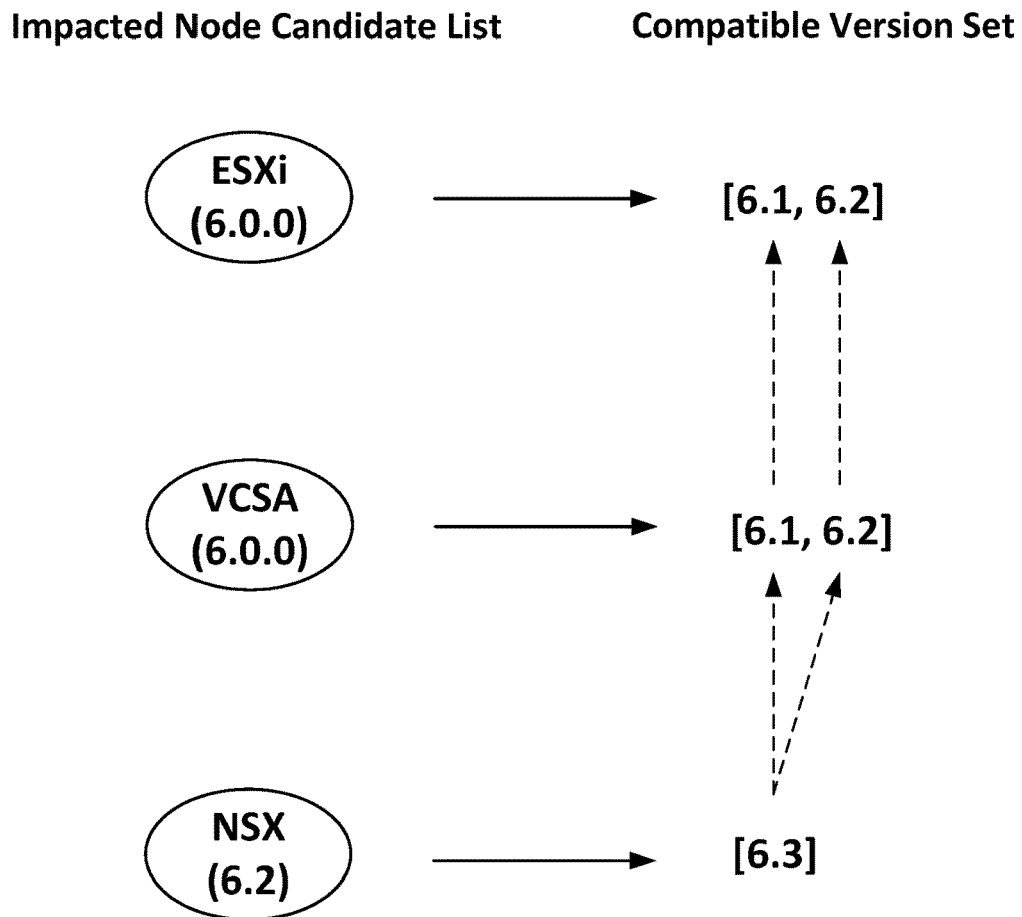 Impacted Node Candidate List
Compatible Version Set
ESXi
(6.0.0)
[6.1, 6.2]
VCSA
(6.0.0)
[6.1, 6.2]
NSX
(6.2)
[6.3]